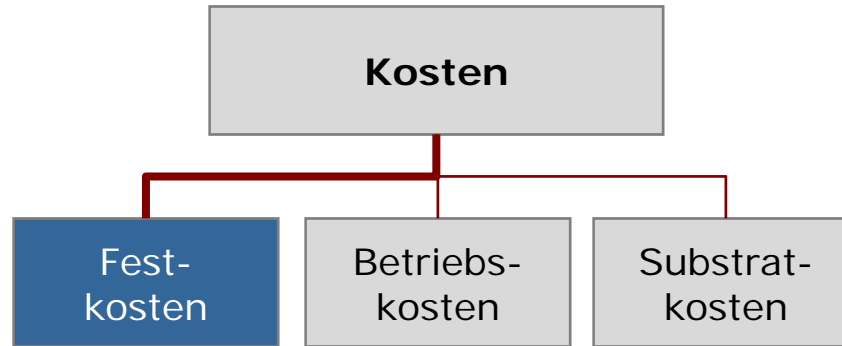 Kosten
Fest-
kosten
Betriebs-
kosten
Substrat-
kosten